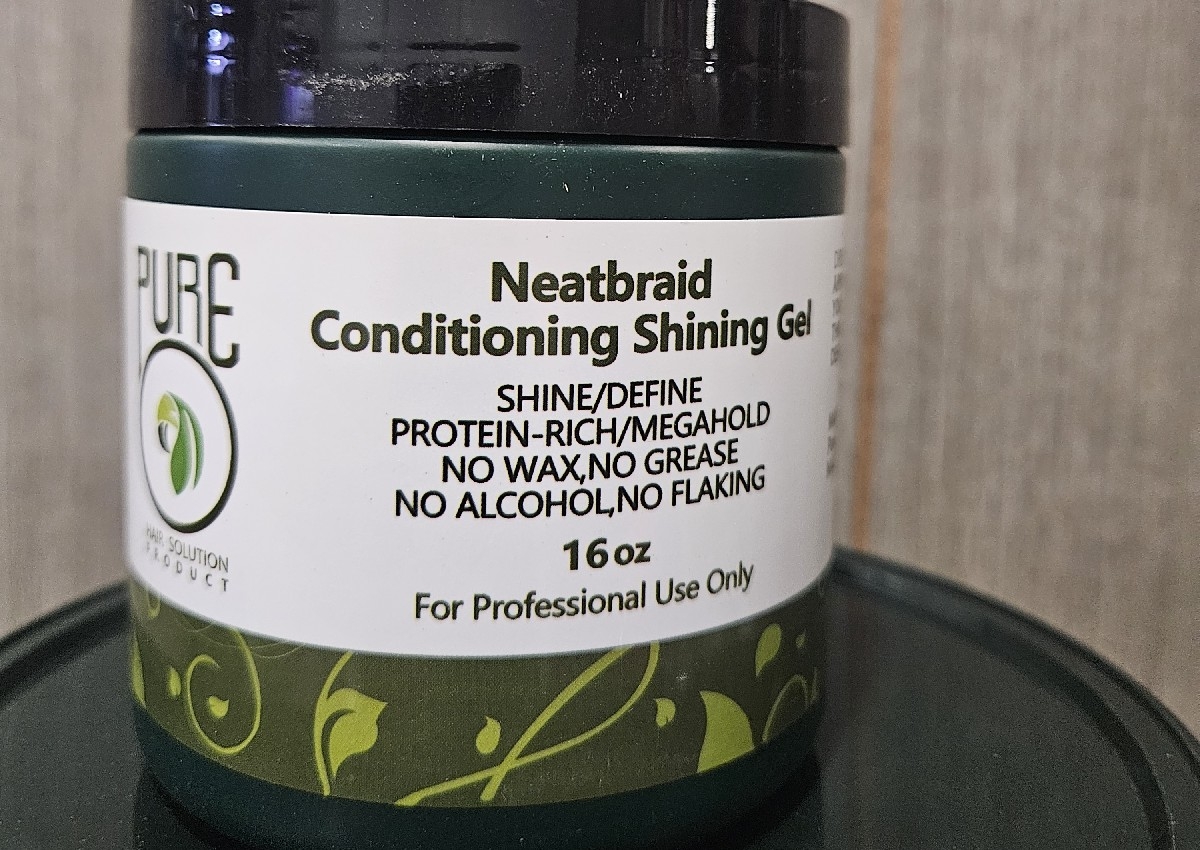 PURE
HAIR SOLUTION
PRODUCT
Neatbraid
Conditioning Shining Gel
SHINE/DEFINE
PROTEIN-RICH/MEGAHOLD
NO WAX,NO GREASE
NO ALCOHOL,NO FLAKING
16 oz
For Professional Use Only